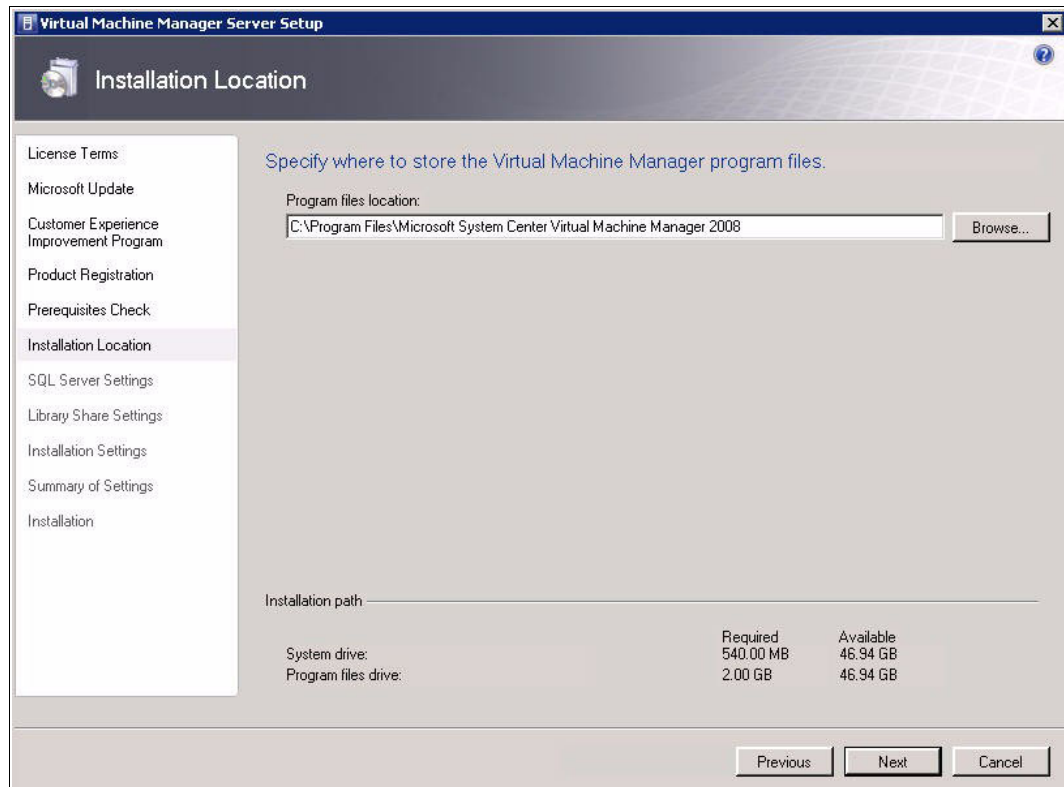 Virtual Machine Manager Server Setup
Installation Location
License Terms
Microsoft Update
Customer Experience
Improvement Program
Product Registration
Prerequisites Check
Installation Location
SQL Server Settings
Library Share Settings
Installation Settings
Summary of Settings
Installation
Specify where to store the Virtual Machine Manager program files.
Program files location:
C:\Program Files\Microsoft System Center Virtual Machine Manager 2008
Browse...
Installation path
Required Available
System drive: 540.00 MB 46.94 GB
Program files drive: 2.00 GB 46.94 GB
Previous Next Cancel